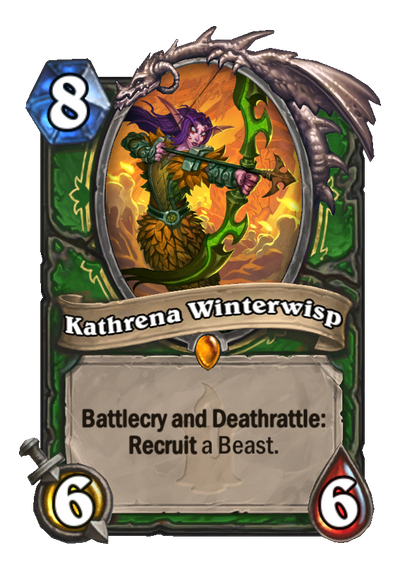 8
Kathrena Winterwisp
Battlecry and Deathrattle:
Recruit a Beast.
6
6